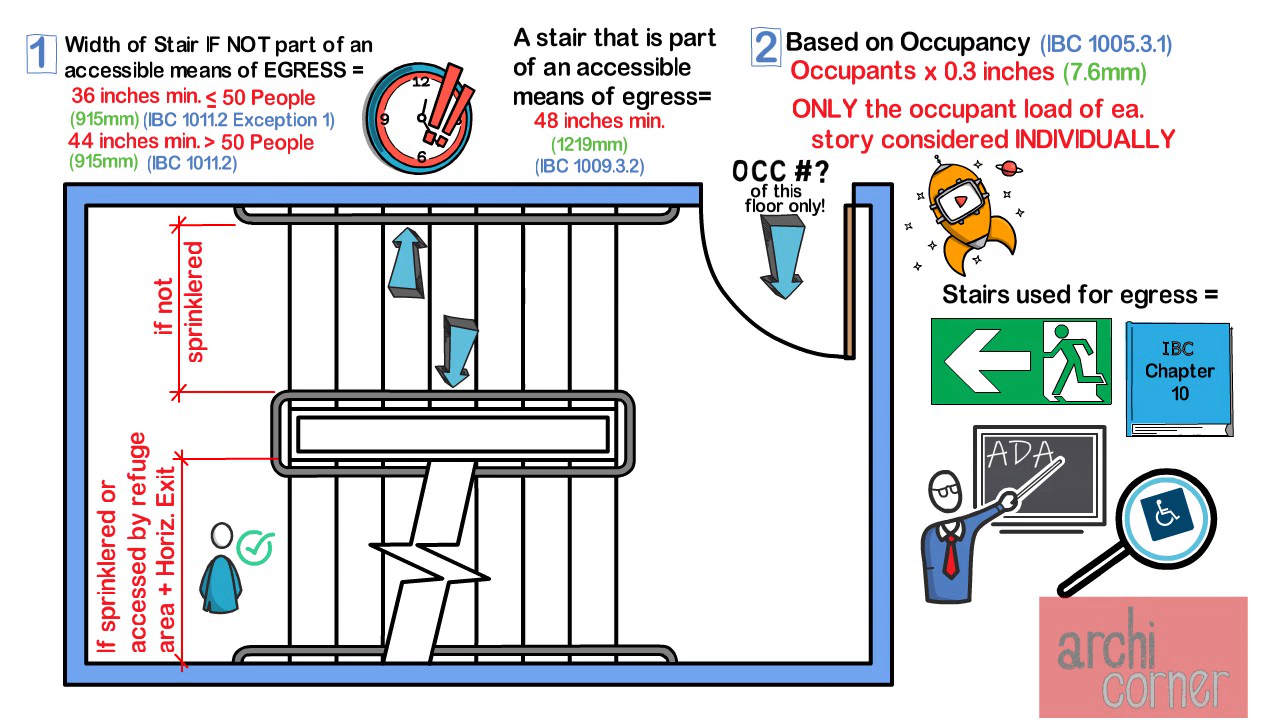 1
Width of Stair IF NOT part of an
accessible means of EGRESS =
36 inches min. ≤ 50 People
(915mm) (IBC 1011.2 Exception 1)
44 inches min. > 50 People
(915mm) (IBC 1011.2)
12
9
6
A stair that is part
of an accessible
means of egress=
48 inches min.
(1219mm)
(IBC 1009.3.2)
2
Based on Occupancy (IBC 1005.3.1)
Occupants x 0.3 inches (7.6mm)
ONLY the occupant load of ea.
story considered INDIVIDUALLY
OCC #?
of this
floor only!
if not
sprinklered
If sprinklered or
accessed by refuge
area + Horiz. Exit
Stairs used for egress =
IBC
Chapter
10
ADA
archi
corner